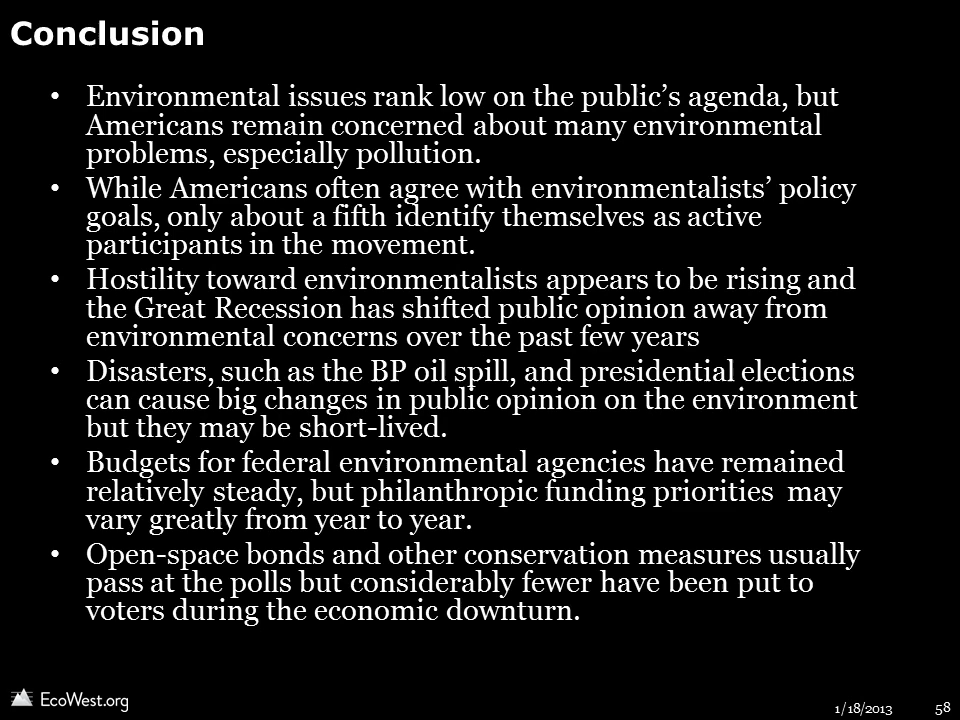 Conclusion
• Environmental issues rank low on the public’s agenda, but
Americans remain concerned about many environmental
problems, especially pollution.
• While Americans often agree with environmentalists’ policy
goals, only about a fifth identify themselves as active
participants in the movement.
• Hostility toward environmentalists appears to be rising and
the Great Recession has shifted public opinion away from
environmental concerns over the past few years
• Disasters, such as the BP oil spill, and presidential elections
can cause big changes in public opinion on the environment
but they may be short-lived.
• Budgets for federal environmental agencies have remained
relatively steady, but philanthropic funding priorities  may
vary greatly from year to year.
• Open-space bonds and other conservation measures usually
pass at the polls but considerably fewer have been put to
voters during the economic downturn.
EcoWest.org
1/18/2013 58